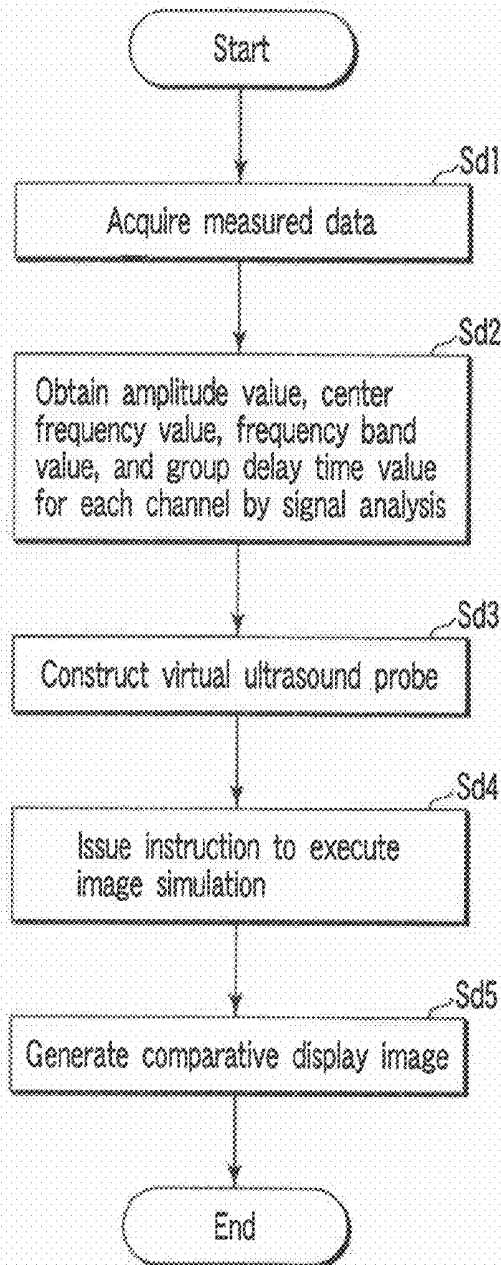 Start
Sd1
Acquire measured data
Sd2
Obtain amplitude value, center
frequency value, frequency band
value, and group delay time value
for each channel by signal analysis
Sd3
Construct virtual ultrasound probe
Sd4
Issue instruction to execute
image simulation
Sd5
Generate comparative display image
End